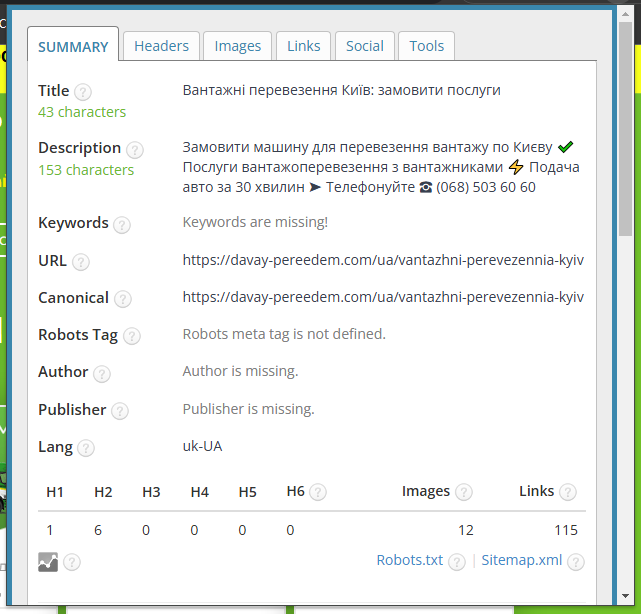 SUMMARY Headers Images Links Social Tools
Title ? Вантажні перевезення Київ: замовити послуги
43 characters
Description ? Замовити машину для перевезення вантажу по Києву ✔
153 characters Послуги вантажоперевезення з вантажниками ⚡ Подача
авто за 30 хвилин ➤ Телефонуйте ☎ (068) 503 60 60
Keywords ? Keywords are missing!
URL ? https://davay-pereedem.com/ua/vantazhni-perevezennia-kyiv
Canonical ? https://davay-pereedem.com/ua/vantazhni-perevezennia-kyiv
Robots Tag ? Robots meta tag is not defined.
Author ? Author is missing.
Publisher ? Publisher is missing.
Lang ? uk-UA
H1 H2 H3 H4 H5 H6 ? Images ? Links ?
1 6 0 0 0 0 12 115
? Robots.txt ? | Sitemap.xml ?